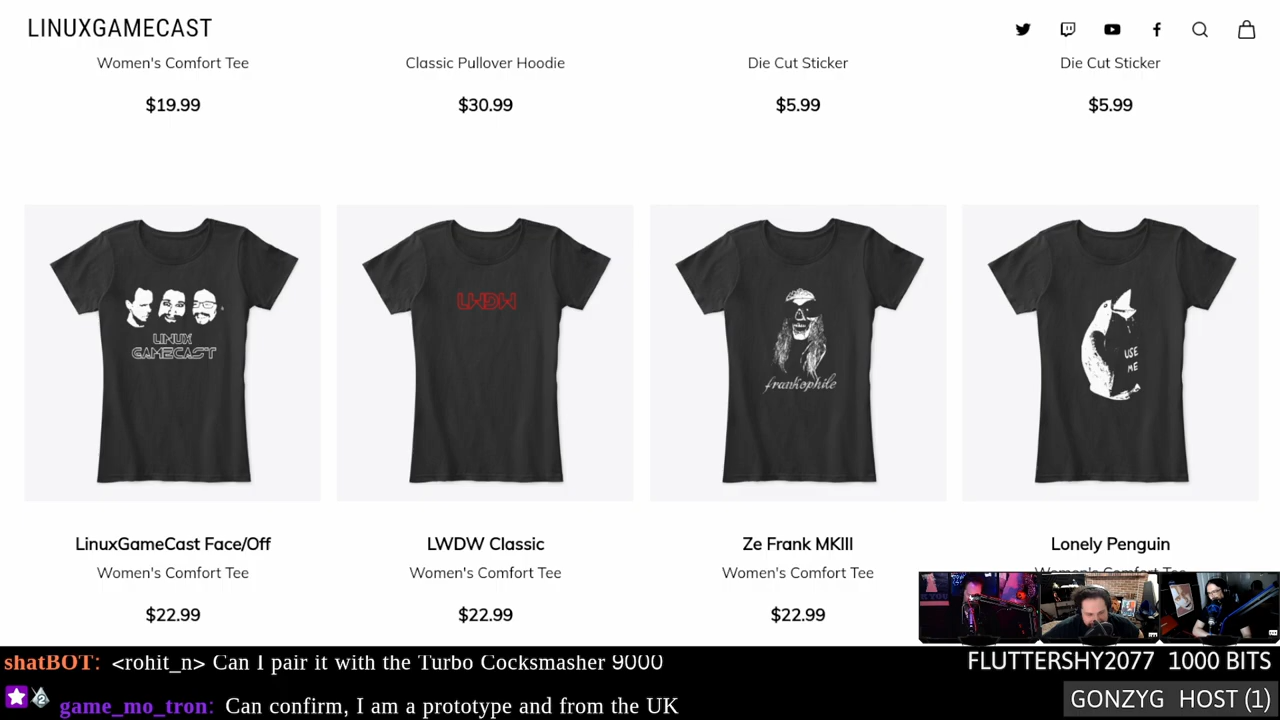 LINUXGAMECAST
Women's Comfort Tee
Classic Pullover Hoodie
Die Cut Sticker
Die Cut Sticker
$19.99
$30.99
$5.99
$5.99
LINUX
GAMECAST
LWDW
frankophile
USE
ME
LinuxGameCast Face/Off
LWDW Classic
Ze Frank MKIII
Lonely Penguin
Women's Comfort Tee
Women's Comfort Tee
Women's Comfort Tee
Women's Comfort Tee
$22.99
$22.99
$22.99
shatBOT: <rohit_n> Can I pair it with the Turbo Cocksmasher 9000
FLUTTERSHY2077 1000 BITS
game_mo_tron: Can confirm, I am a prototype and from the UK
GONZYG HOST (1)